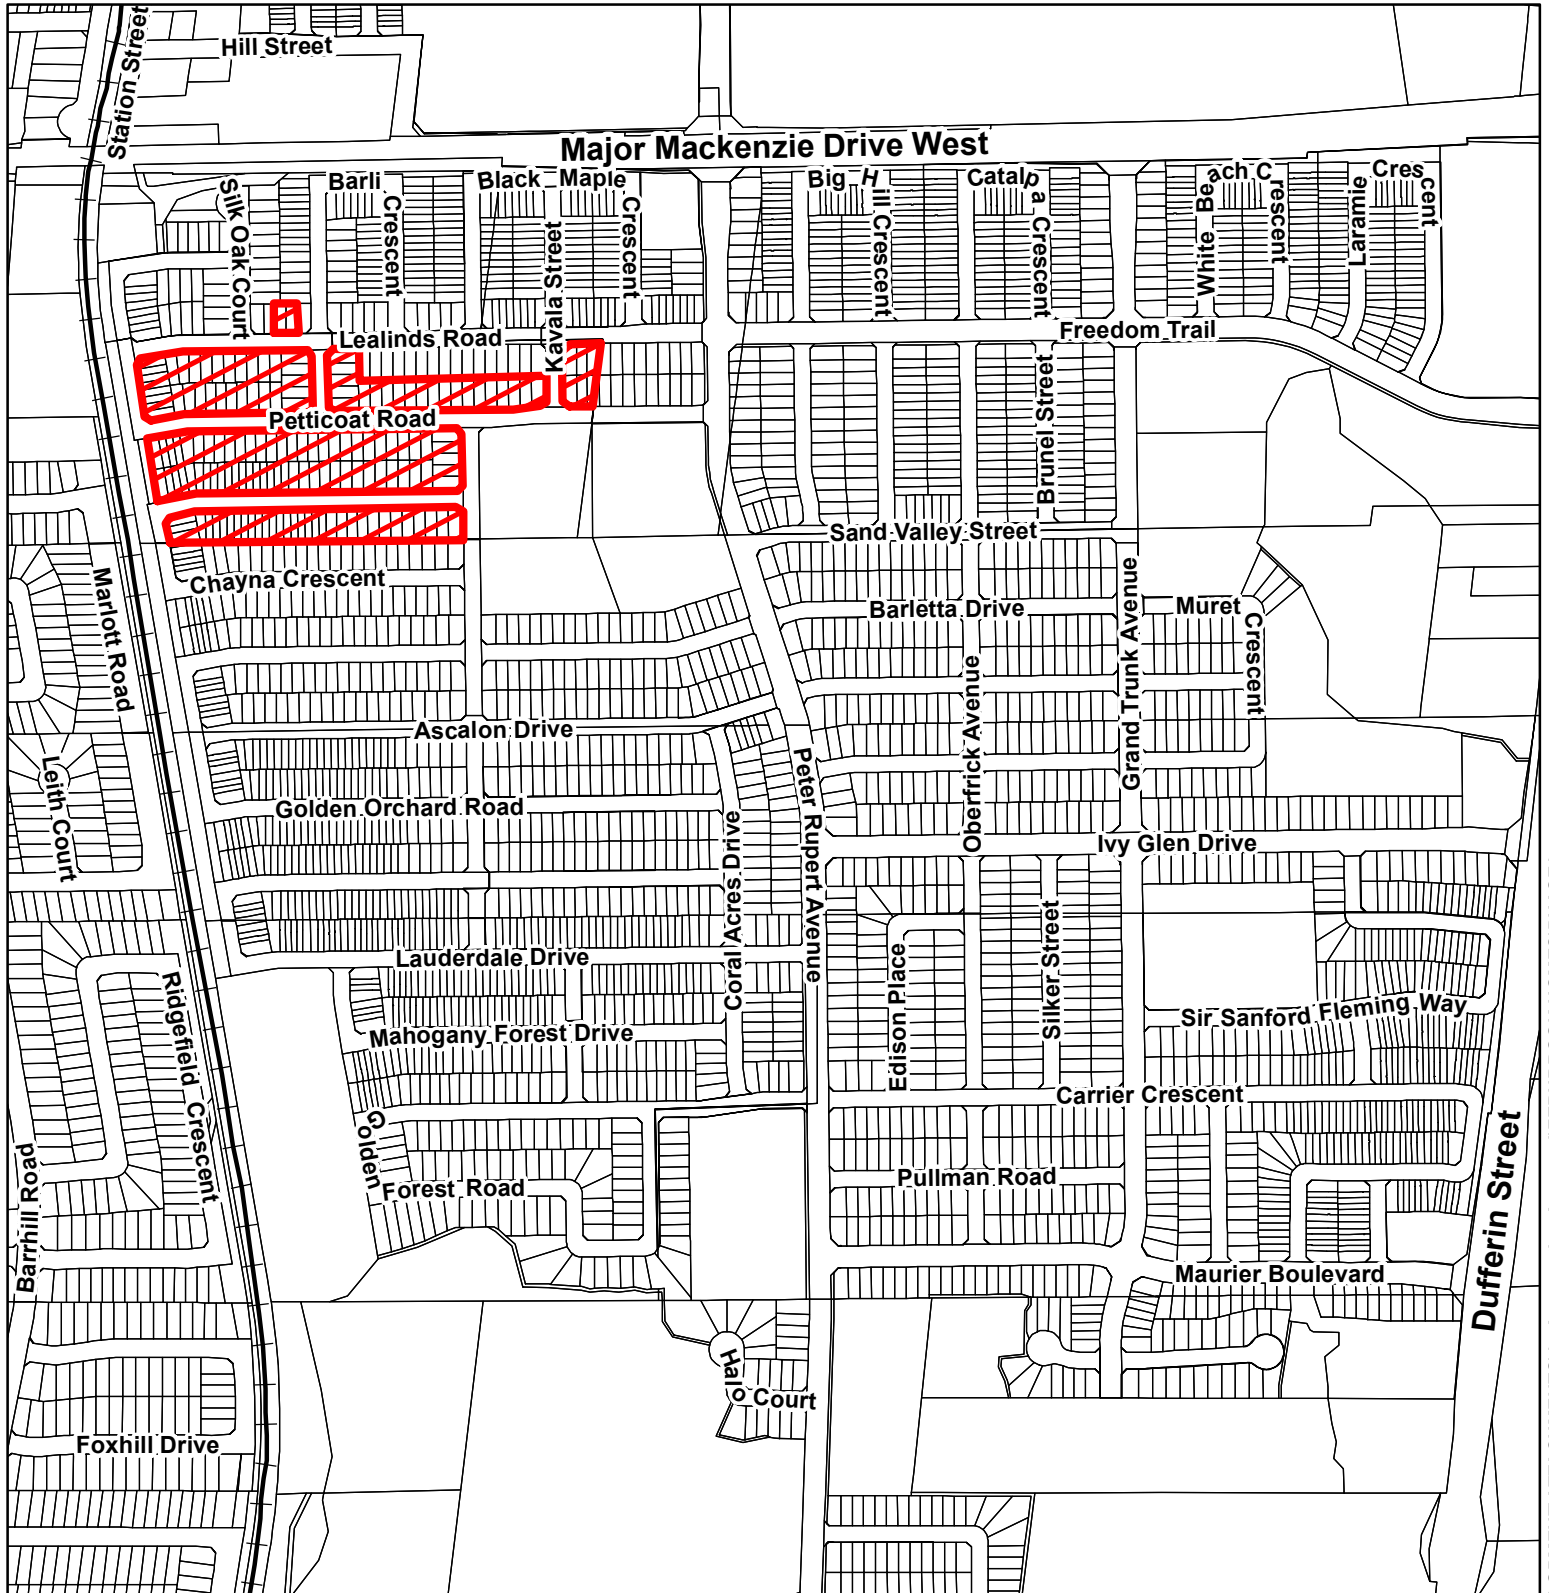 Station Street
Hill Street
Major Mackenzie Drive West
Silk Oak Court
Barli Crescent
Black Maple Crescent
Kavala Street
Big Hill Crescent
Catalpa Crescent
White Beach Crescent
Laramie Crescent
Lealinds Road
Freedom Trail
Petticoat Road
Brunel Street
Sand Valley Street
Marlott Road
Chayna Crescent
Barletta Drive
Muret Crescent
Grand Trunk Avenue
Oberfrick Avenue
Ascalon Drive
Leith Court
Golden Orchard Road
Peter Rupert Avenue
Coral Acres Drive
Ivy Glen Drive
Lauderdale Drive
Edison Place
Silker Street
Ridgefield Crescent
Mahogany Forest Drive
Sir Sanford Fleming Way
Carrier Crescent
Golden Forest Road
Pullman Road
Barrhill Road
Dufferin Street
Maurier Boulevard
Halo Court
Foxhill Drive